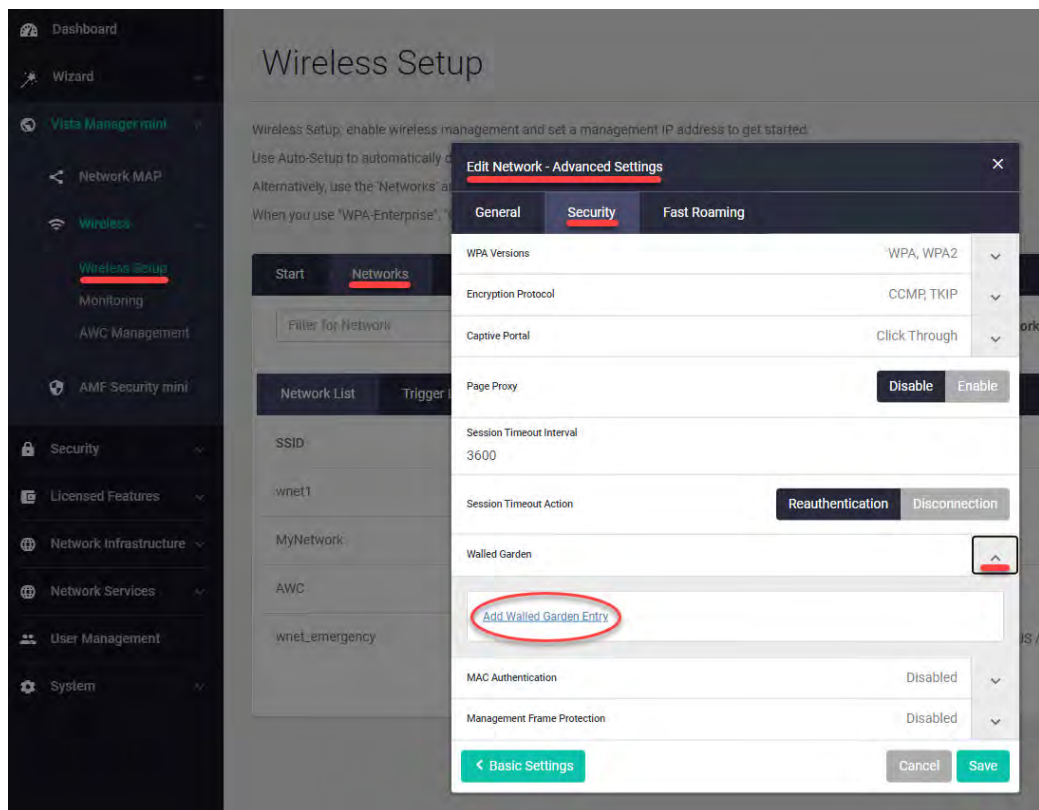 Dashboard
Wizard
Vista Manager mini
Network MAP
Wireless
Wireless Setup
Monitoring
AWC Management
AMF Security mini
Security
Licensed Features
Network Infrastructure
Network Services
User Management
System
Wireless Setup
Wireless Setup, enable wireless management and set a management IP address to get started.
Use Auto-Setup to automatically
Alternatively, use the 'Networks'
When you use "WPA-Enterprise",
Start Networks
Filter for Network
Network List Trigger
SSID
wnet1
MyNetwork
AWC
wnet_emergency
Edit Network - Advanced Settings
General Security Fast Roaming
WPA Versions WPA, WPA2
Encryption Protocol CCMP, TKIP
Captive Portal Click Through
Page Proxy Disable Enable
Session Timeout Interval
3600
Session Timeout Action Reauthentication Disconnection
Walled Garden
Add Walled Garden Entry
MAC Authentication Disabled
Management Frame Protection Disabled
Basic Settings Cancel Save